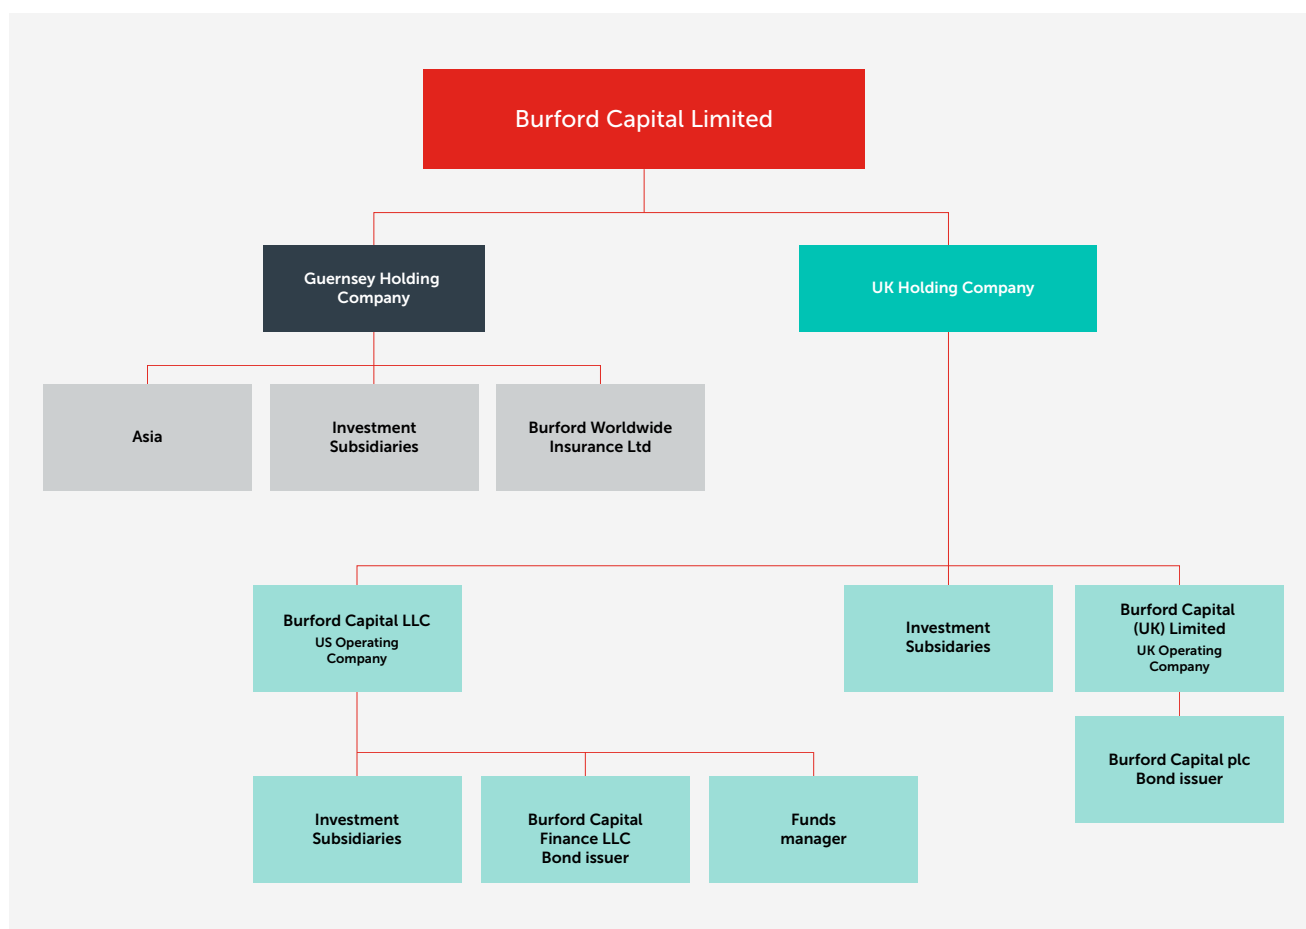 Burford Capital Limited
Guernsey Holding
Company
UK Holding Company
Asia
Investment
Subsidiaries
Burford Worldwide
Insurance Ltd
Burford Capital LLC
US Operating
Company
Investment
Subsidaries
Burford Capital
(UK) Limited
UK Operating
Company
Burford Capital plc
Bond issuer
Investment
Subsidiaries
Burford Capital
Finance LLC
Bond issuer
Funds
manager